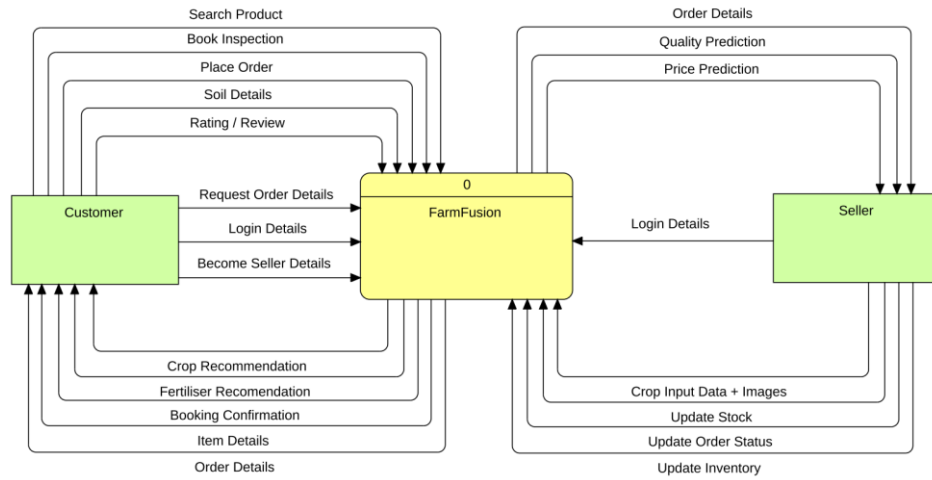 Search Product
Book Inspection
Place Order
Soil Details
Rating / Review
Request Order Details
Login Details
Become Seller Details
Customer
0
FarmFusion
Crop Recommendation
Fertiliser Recomendation
Booking Confirmation
Item Details
Order Details
Order Details
Quality Prediction
Price Prediction
Login Details
Seller
Crop Input Data + Images
Update Stock
Update Order Status
Update Inventory